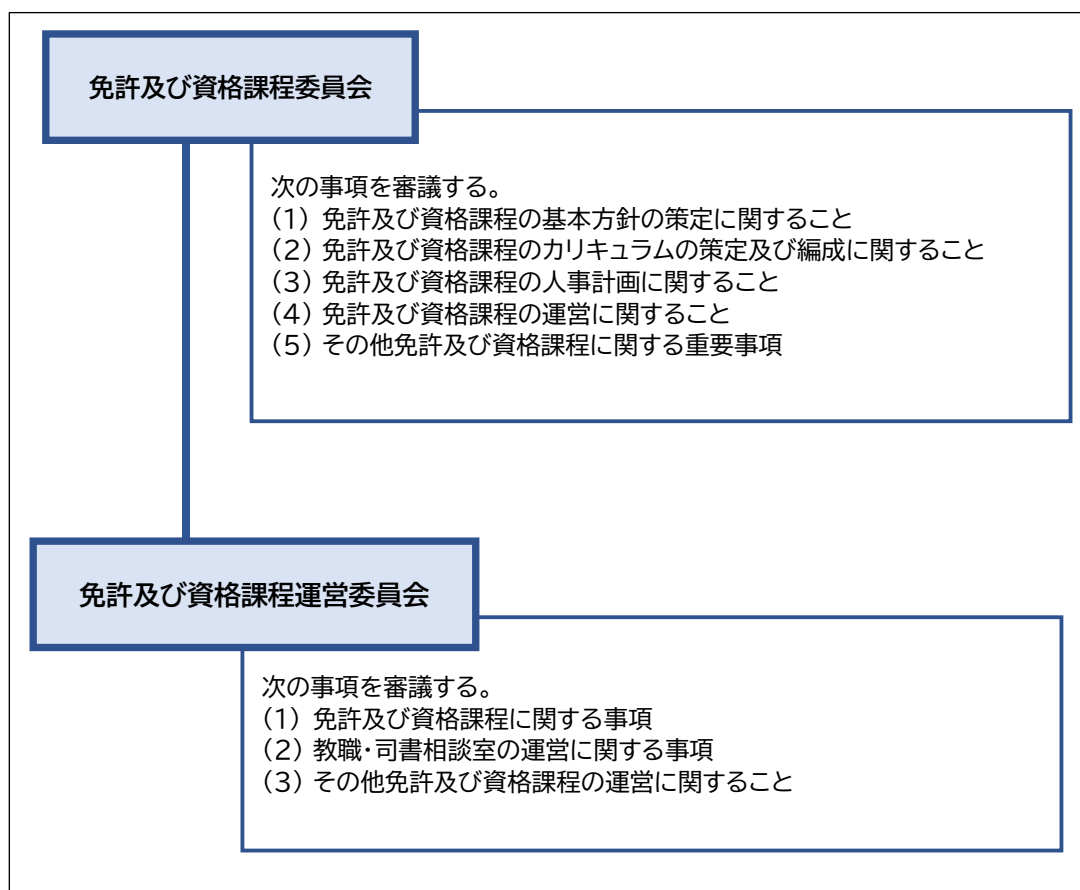 免許及び資格課程委員会
次の事項を審議する。
(1) 免許及び資格課程の基本方針の策定に関すること
(2) 免許及び資格課程のカリキュラムの策定及び編成に関すること
(3) 免許及び資格課程の人事計画に関すること
(4) 免許及び資格課程の運営に関すること
(5) その他免許及び資格課程に関する重要事項
免許及び資格課程運営委員会
次の事項を審議する。
(1) 免許及び資格課程に関する事項
(2) 教職・司書相談室の運営に関する事項
(3) その他免許及び資格課程の運営に関すること